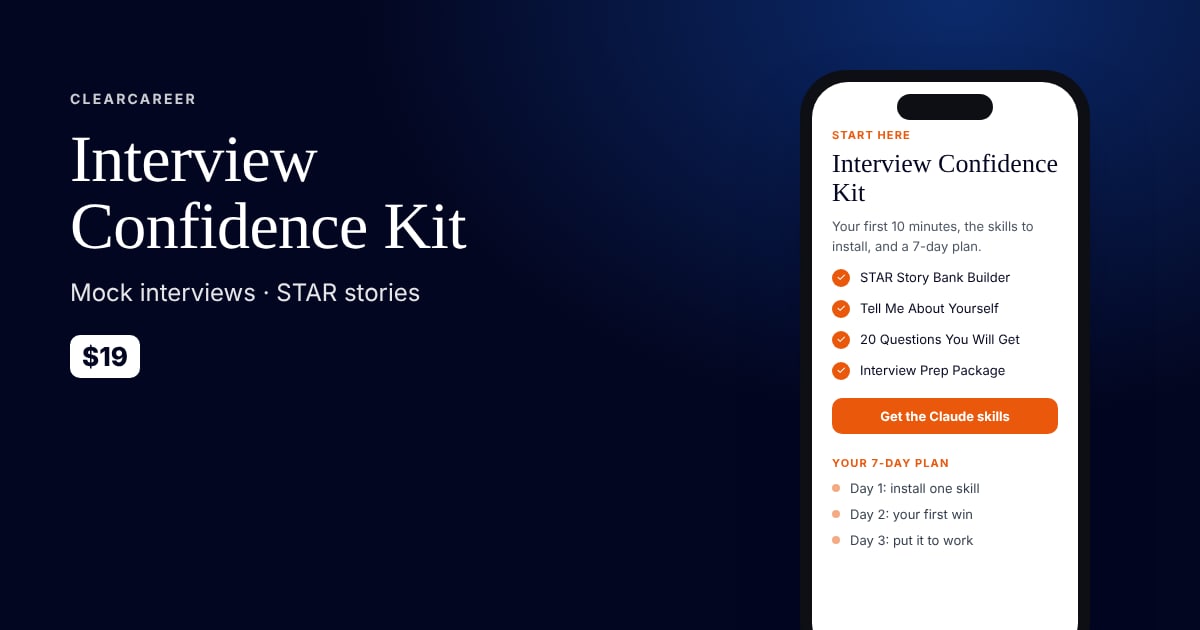 CLEARCAREER
Interview
Confidence Kit
Mock interviews · STAR stories
$19
START HERE
Interview Confidence
Kit
Your first 10 minutes, the skills to
install, and a 7-day plan.
STAR Story Bank Builder
Tell Me About Yourself
20 Questions You Will Get
Interview Prep Package
Get the Claude skills
YOUR 7-DAY PLAN
Day 1: install one skill
Day 2: your first win
Day 3: put it to work